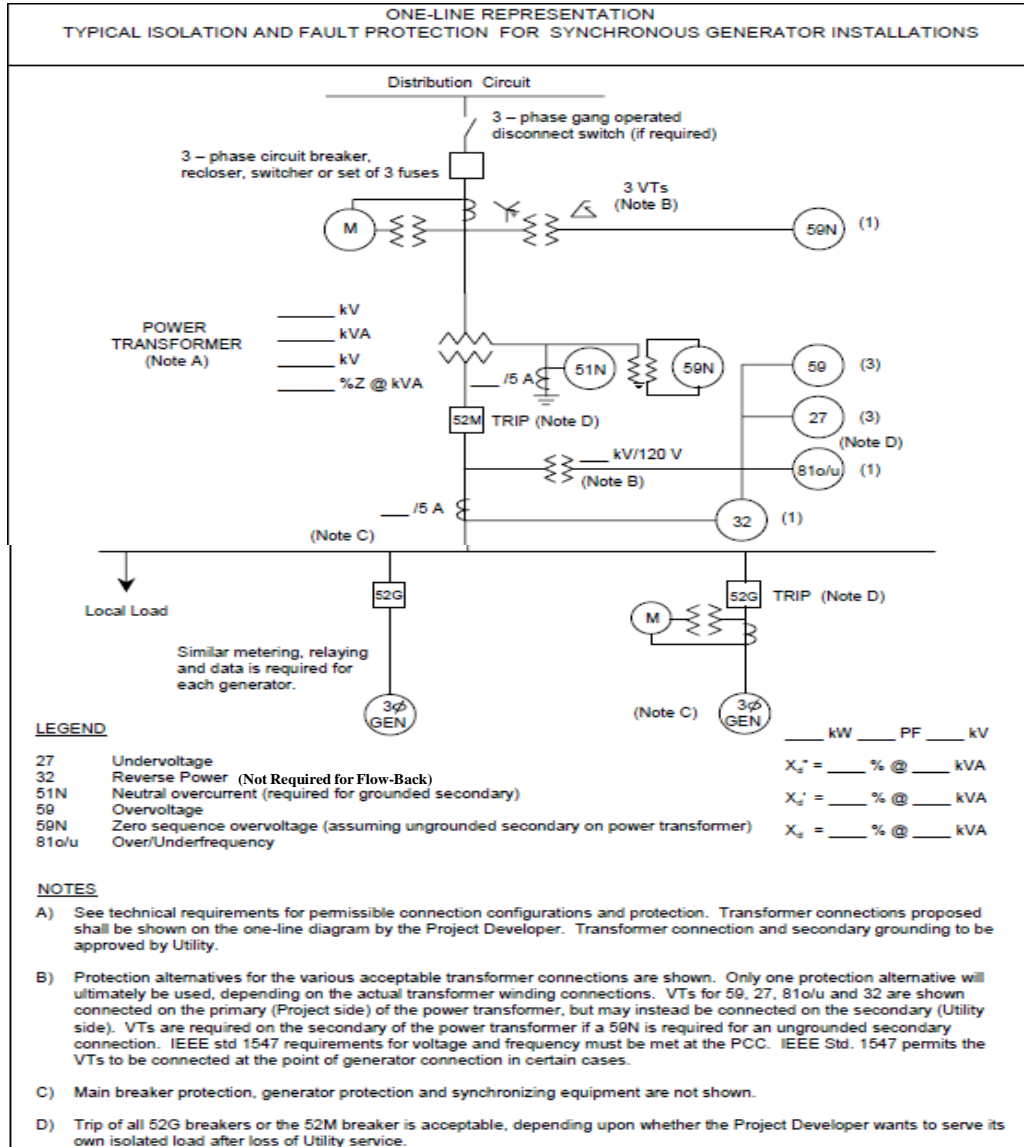 ONE-LINE REPRESENTATION
TYPICAL ISOLATION AND FAULT PROTECTION FOR SYNCHRONOUS GENERATOR INSTALLATIONS
Distribution Circuit
3 – phase gang operated
disconnect switch (if required)
3 – phase circuit breaker,
recloser, switcher or set of 3 fuses
3 VTs
(Note B)
M
59N
(1)
POWER
TRANSFORMER
(Note A)
____ kV
____ kVA
____ kV
____ %Z @ kVA
___ /5 A
51N
59N
59
(3)
52M
TRIP (Note D)
27
(3)
(Note D)
___ kV/120 V
(Note B)
81o/u
(1)
___ /5 A
32
(1)
(Note C)
Local Load
52G
52G
TRIP (Note D)
M
Similar metering, relaying
and data is required for
each generator.
3ϕ
GEN
(Note C)
3ϕ
GEN
____ kW ____ PF ____ kV
Xd" = ____ % @ ____ kVA
Xd' = ____ % @ ____ kVA
Xd = ____ % @ ____ kVA
LEGEND
27 Undervoltage
32 Reverse Power (Not Required for Flow-Back)
51N Neutral overcurrent (required for grounded secondary)
59 Overvoltage
59N Zero sequence overvoltage (assuming ungrounded secondary on power transformer)
81o/u Over/Underfrequency
NOTES
A) See technical requirements for permissible connection configurations and protection. Transformer connections proposed
shall be shown on the one-line diagram by the Project Developer. Transformer connection and secondary grounding to be
approved by Utility.
B) Protection alternatives for the various acceptable transformer connections are shown. Only one protection alternative will
ultimately be used, depending on the actual transformer winding connections. VTs for 59, 27, 81o/u and 32 are shown
connected on the primary (Project side) of the power transformer, but may instead be connected on the secondary (Utility
side). VTs are required on the secondary of the power transformer if a 59N is required for an ungrounded secondary
connection. IEEE std 1547 requirements for voltage and frequency must be met at the PCC. IEEE Std. 1547 permits the
VTs to be connected at the point of generator connection in certain cases.
C) Main breaker protection, generator protection and synchronizing equipment are not shown.
D) Trip of all 52G breakers or the 52M breaker is acceptable, depending upon whether the Project Developer wants to serve its
own isolated load after loss of Utility service.